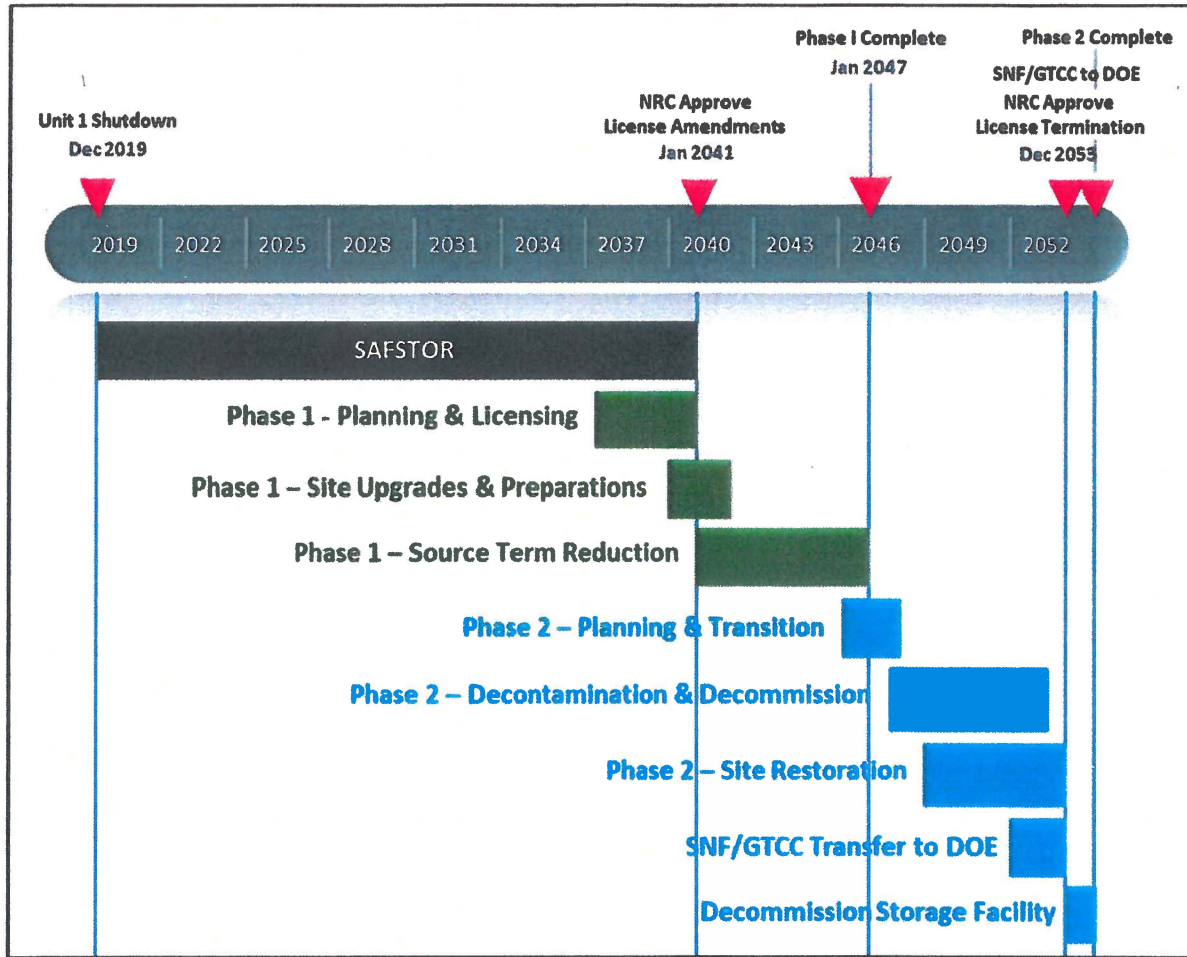 Phase I Complete
Jan 2047
Phase 2 Complete
SNF/GTCC to DOE
NRC Approve
License Termination
Dec 2053
NRC Approve
License Amendments
Jan 2041
Unit 1 Shutdown
Dec 2019
2019 2022 2025 2028 2031 2034 2037 2040 2043 2046 2049 2052
SAFSTOR
Phase 1 - Planning & Licensing
Phase 1 – Site Upgrades & Preparations
Phase 1 – Source Term Reduction
Phase 2 – Planning & Transition
Phase 2 – Decontamination & Decommission
Phase 2 – Site Restoration
SNF/GTCC Transfer to DOE
Decommission Storage Facility